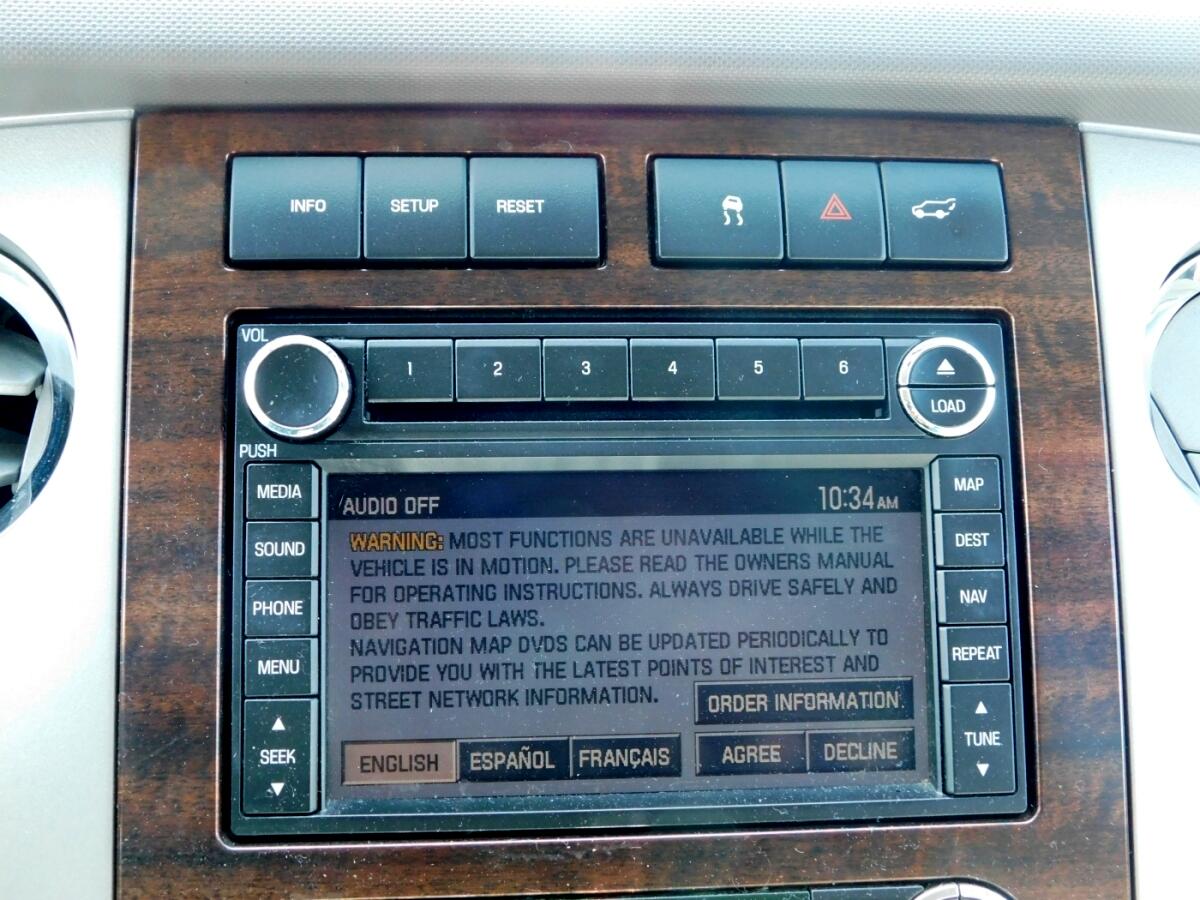 INFO SETUP RESET
VOL
1 2 3 4 5 6
LOAD
PUSH
MEDIA
SOUND
PHONE
MENU
SEEK
AUDIO OFF 10:34AM
WARNING: MOST FUNCTIONS ARE UNAVAILABLE WHILE THE
VEHICLE IS IN MOTION. PLEASE READ THE OWNERS MANUAL
FOR OPERATING INSTRUCTIONS. ALWAYS DRIVE SAFELY AND
OBEY TRAFFIC LAWS.
NAVIGATION MAP DVDS CAN BE UPDATED PERIODICALLY TO
PROVIDE YOU WITH THE LATEST POINTS OF INTEREST AND
STREET NETWORK INFORMATION.
ORDER INFORMATION
ENGLISH ESPAÑOL FRANÇAIS AGREE DECLINE
MAP
DEST
NAV
REPEAT
TUNE